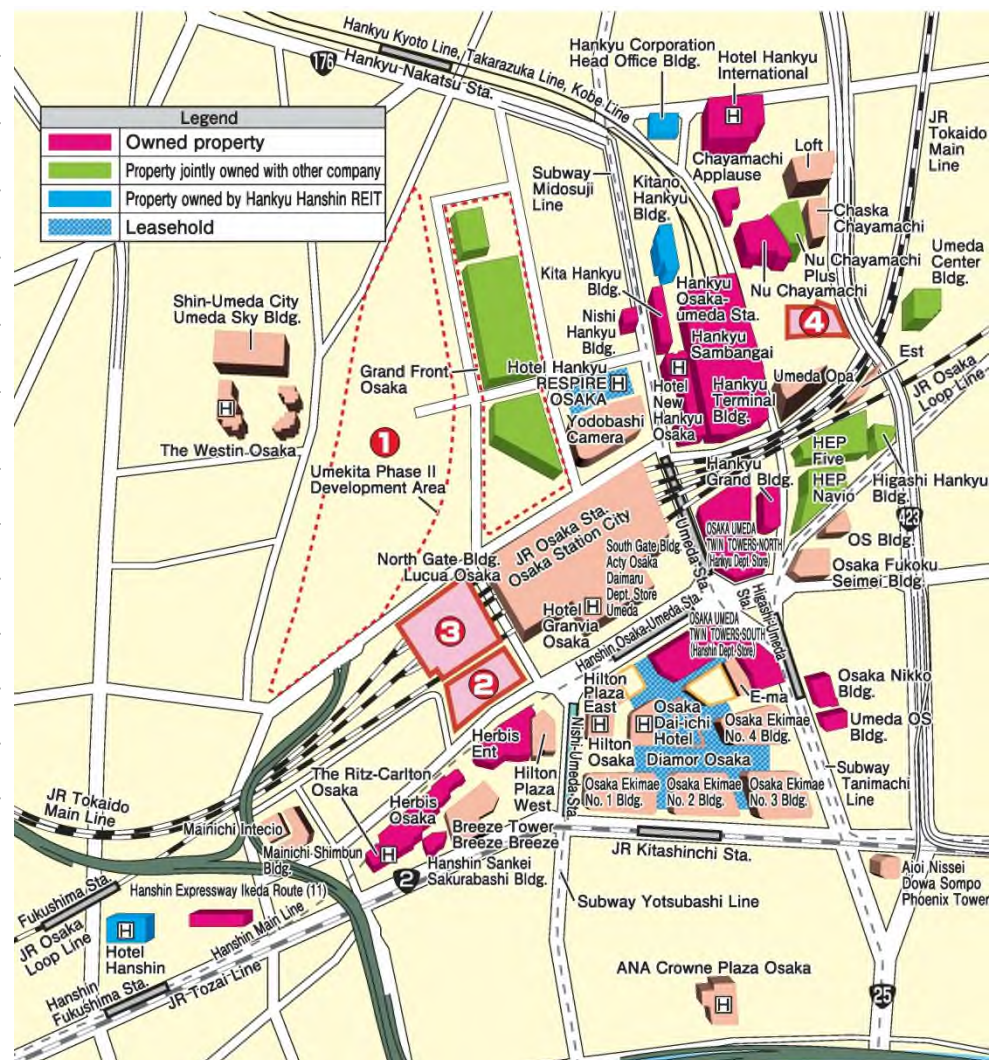 Hankyu Kyoto Line, Takarazuka Line, Kobe Line
176
Hankyu-Nakatsu Sta.
Hankyu Corporation
Head Office Bldg.
Hotel Hankyu
International
H
JR
Tokaido
Main
Line
Legend
Owned property
Property jointly owned with other company
Property owned by Hankyu Hanshin REIT
Leasehold
Subway
Midosuji
Line
Chayamachi
Applause
Loft
Kitano
Hankyu
Bldg.
Chaska
Chayamachi
Nu Chayamachi
Plus
Nu Chayamachi
Umeda
Center
Bldg.
Kita Hankyu
Bldg.
Hankyu
Osaka-
umeda Sta.
Shin-Umeda City
Umeda Sky Bldg.
Nishi
Hankyu
Bldg.
Hankyu
Sambangai
4
Est
Grand Front
Osaka
Hotel Hankyu
RESPIRE
OSAKA
H
H
Hotel
New
Hankyu
Osaka
Hankyu
Terminal
Bldg.
Umeda Opa
JR Osaka
Loop Line
H
The Westin Osaka
Yodobashi
Camera
1
Umekita Phase II
Development Area
HEP
Five
HEP
Navio
Higashi Hankyu
Bldg.
Hankyu
Grand Bldg.
423
Umeda Sta.
OSAKA UMEDA
TWIN TOWERS-NORTH
(Hankyu Dept. Store)
OS Bldg.
Osaka Fukoku
Seimei Bldg.
North Gate Bldg.
Lucua Osaka
JR Osaka Sta.
Osaka Station City
South Gate Bldg.
Acty Osaka
Daimaru
Dept. Store
Umeda
Hotel
Granvia
Osaka
H
Higashi-Umeda
Sta.
Hanshin Osaka-Umeda Sta.
OSAKA UMEDA
TWIN TOWERS-SOUTH
(Hanshin Dept. Store)
3
2
Hilton
Plaza
East
E-ma
Osaka Nikko
Bldg.
Umeda OS
Bldg.
Herbis
Ent
Hilton
Plaza
West
Nishi-Umeda-Sta.
H
Hilton
Osaka
H
Osaka
Dai-ichi
Hotel
Osaka Ekimae
No. 4 Bldg.
Diamor Osaka
Osaka Ekimae
No. 1 Bldg.
Osaka Ekimae
No. 2 Bldg.
Osaka Ekimae
No. 3 Bldg.
Subway
Tanimachi
Line
The Ritz-Carlton
Osaka
Herbis
Osaka
H
Breeze Tower
Breeze Breeze
JR Tokaido
Main Line
Mainichi Intecio
Mainichi Shimbun
Bldg.
Hanshin Sankei
Sakurabashi Bldg.
2
JR Kitashinchi Sta.
Aioi Nissei
Dowa Sompo
Phoenix Tower
Fukushima Sta.
JR Osaka
Loop Line
Hanshin Expressway Ikeda Route (11)
Hanshin Main Line
Subway Yotsubashi Line
H
Hotel
Hanshin
Hanshin
Fukushima Sta.
JR Tozai Line
ANA Crowne Plaza Osaka
H
25